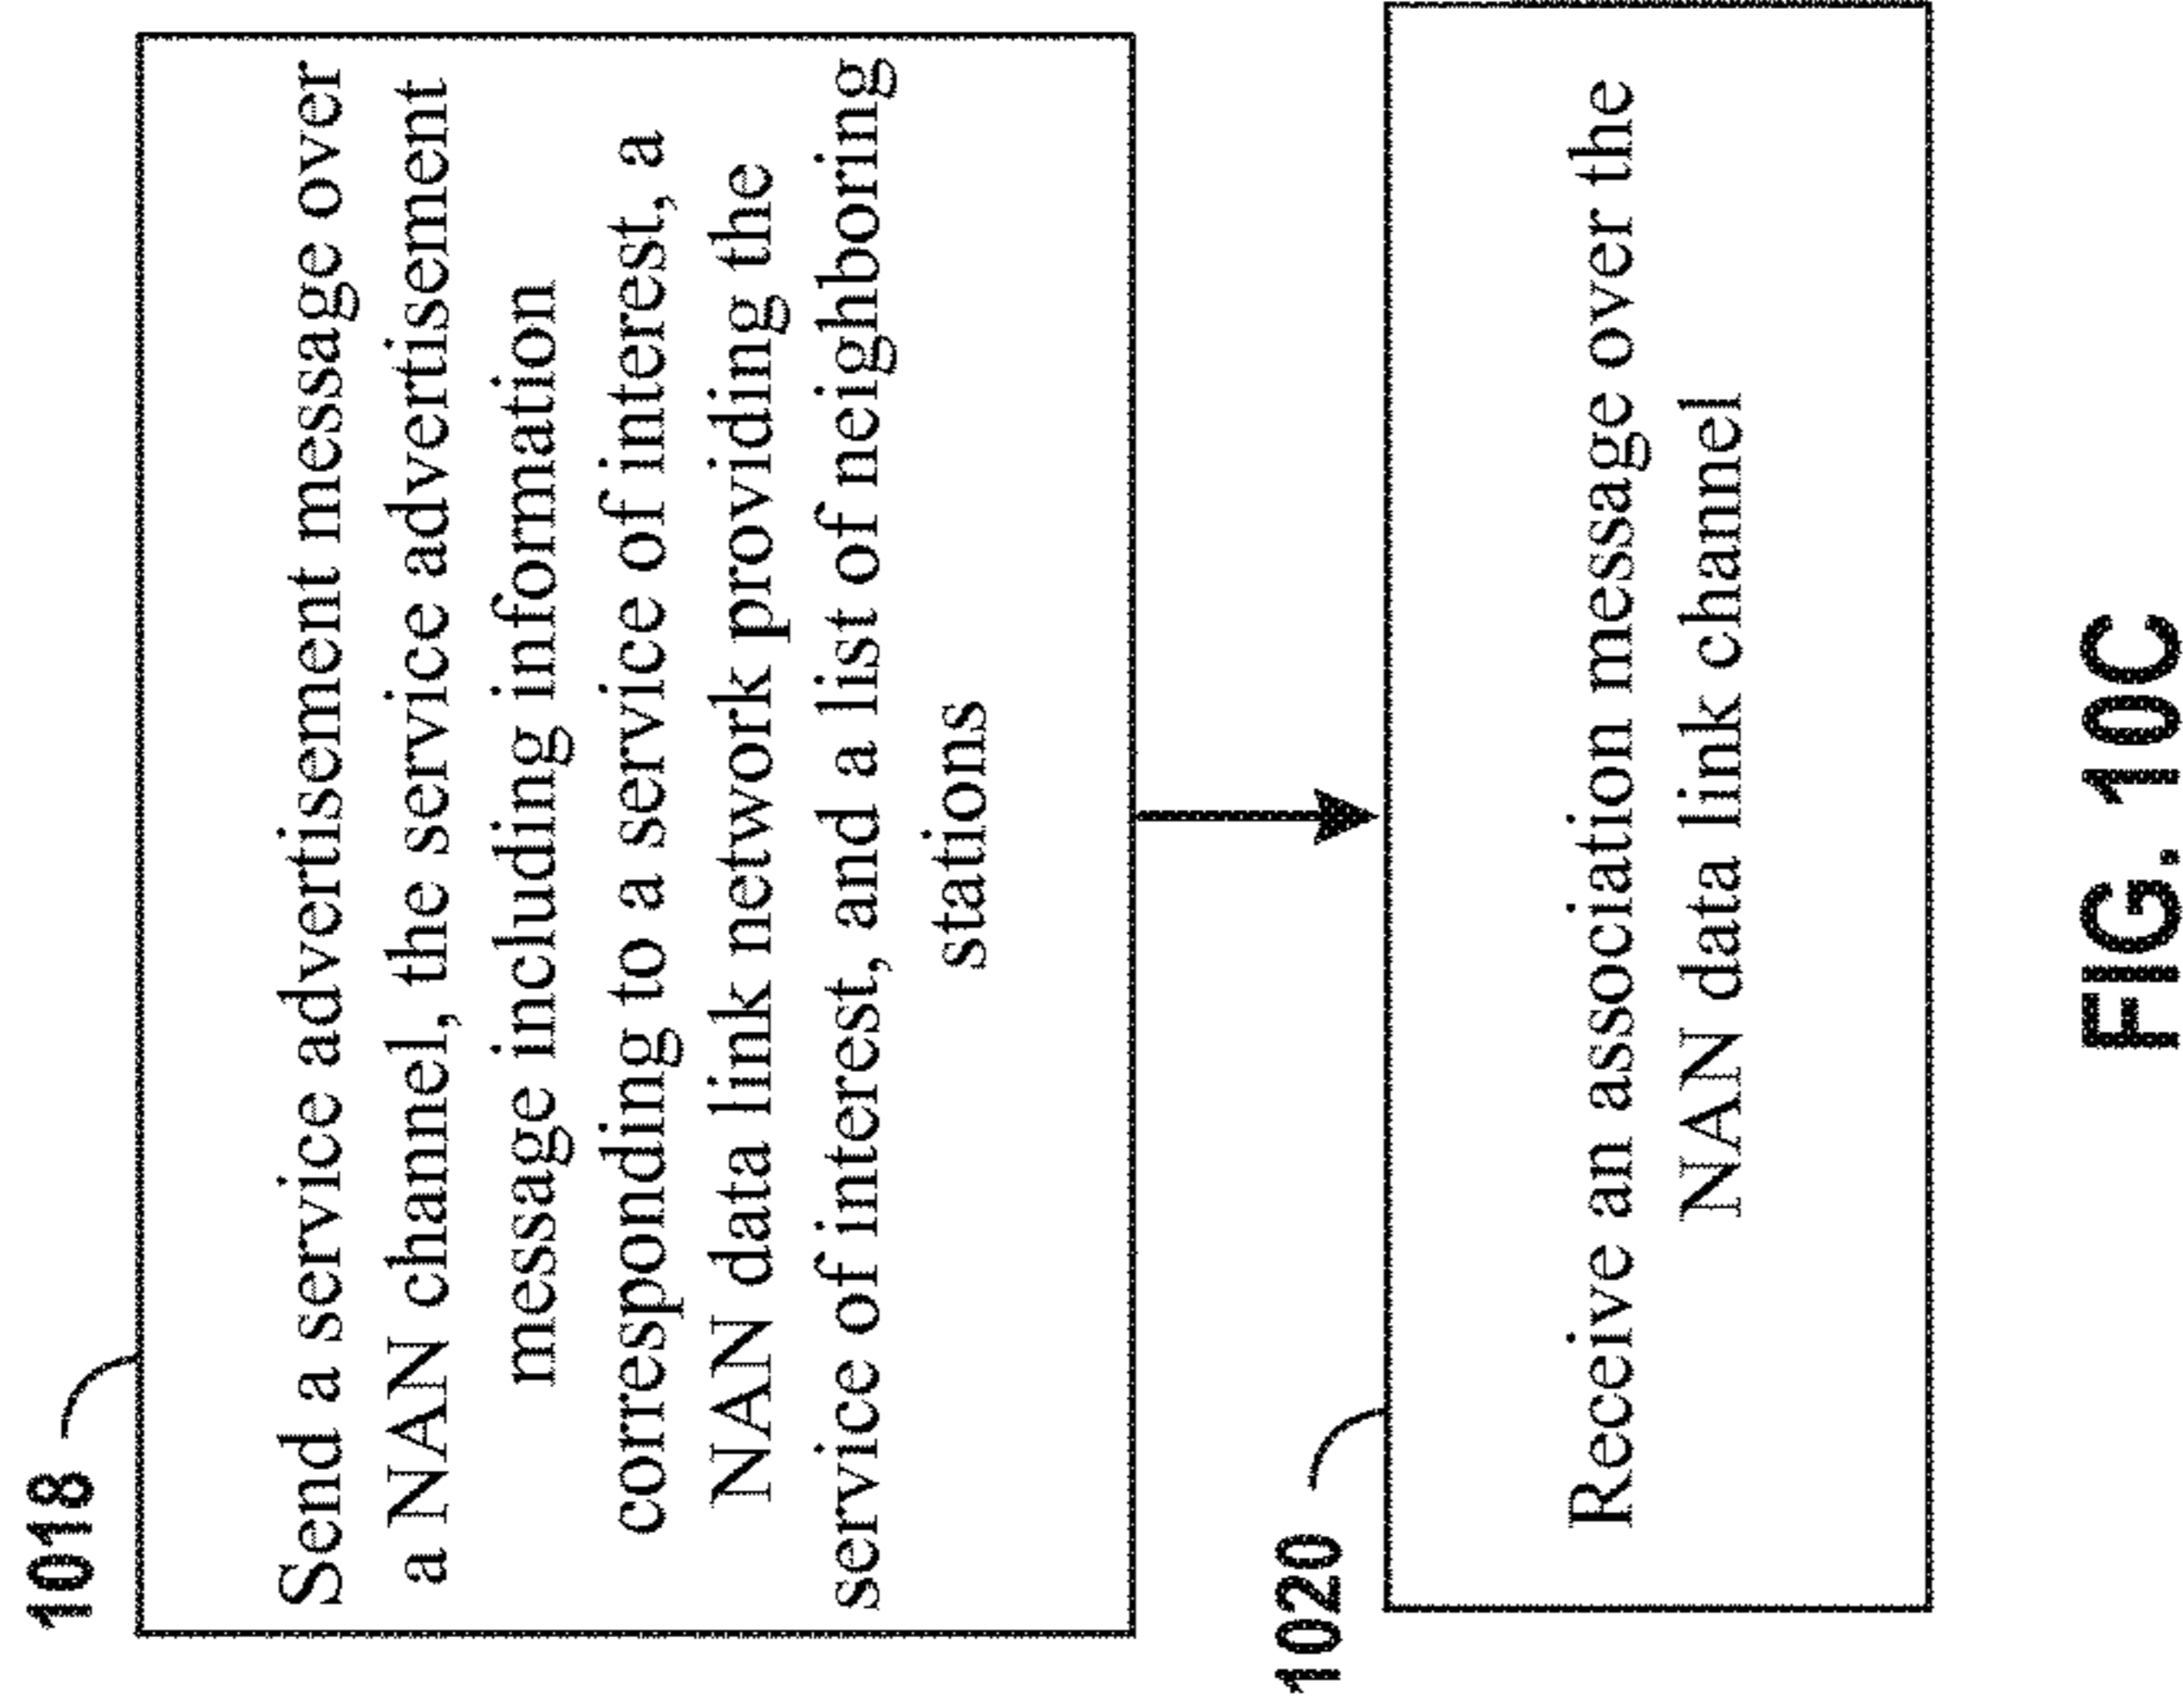 1018
Send a service advertisement message over
a NAN channel, the service advertisement
message including information
corresponding to a service of interest, a
NAN data link network providing the
service of interest, and a list of neighboring
stations
1020
Receive an association message over the
NAN data link channel
FIG. 10C